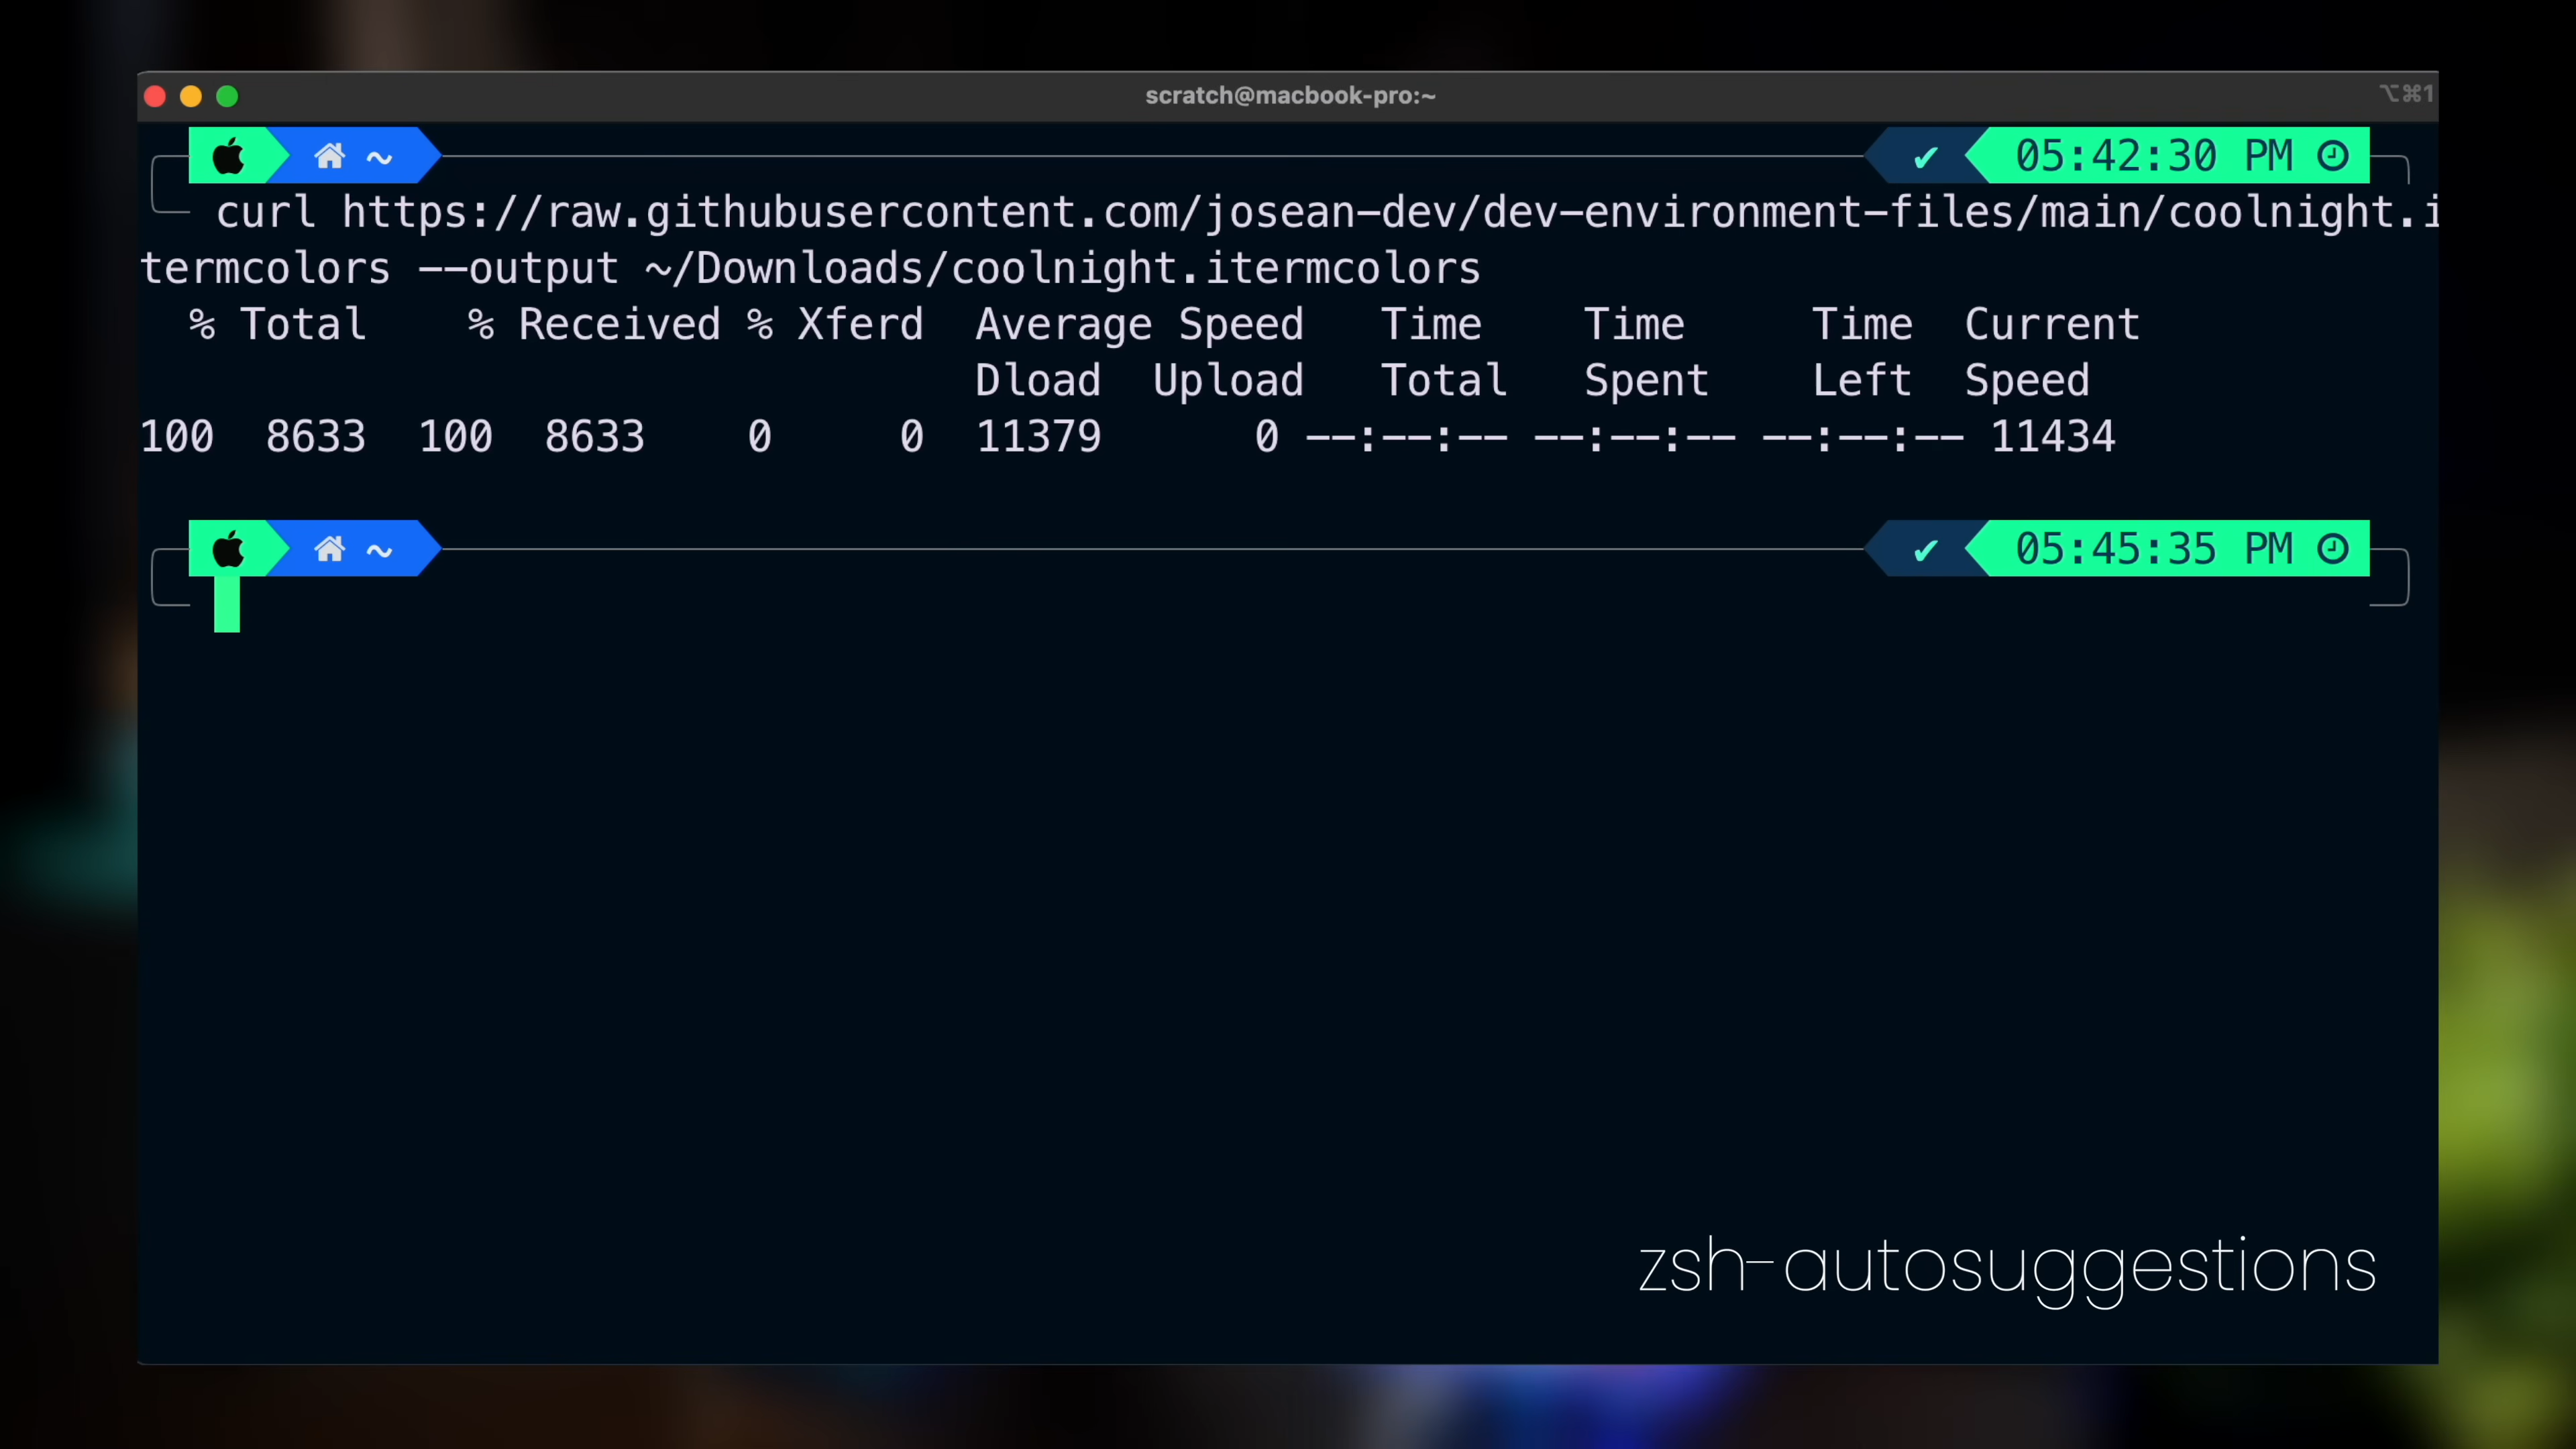 scratch@macbook-pro:~
⌥⌘1
~ ✔ 05:42:30 PM
curl https://raw.githubusercontent.com/josean-dev/dev-environment-files/main/coolnight.i
termcolors --output ~/Downloads/coolnight.itermcolors
% Total % Received % Xferd Average Speed Time Time Time Current
Dload Upload Total Spent Left Speed
100 8633 100 8633 0 0 11379 0 --:--:-- --:--:-- --:--:-- 11434
~ ✔ 05:45:35 PM
zsh-autosuggestions